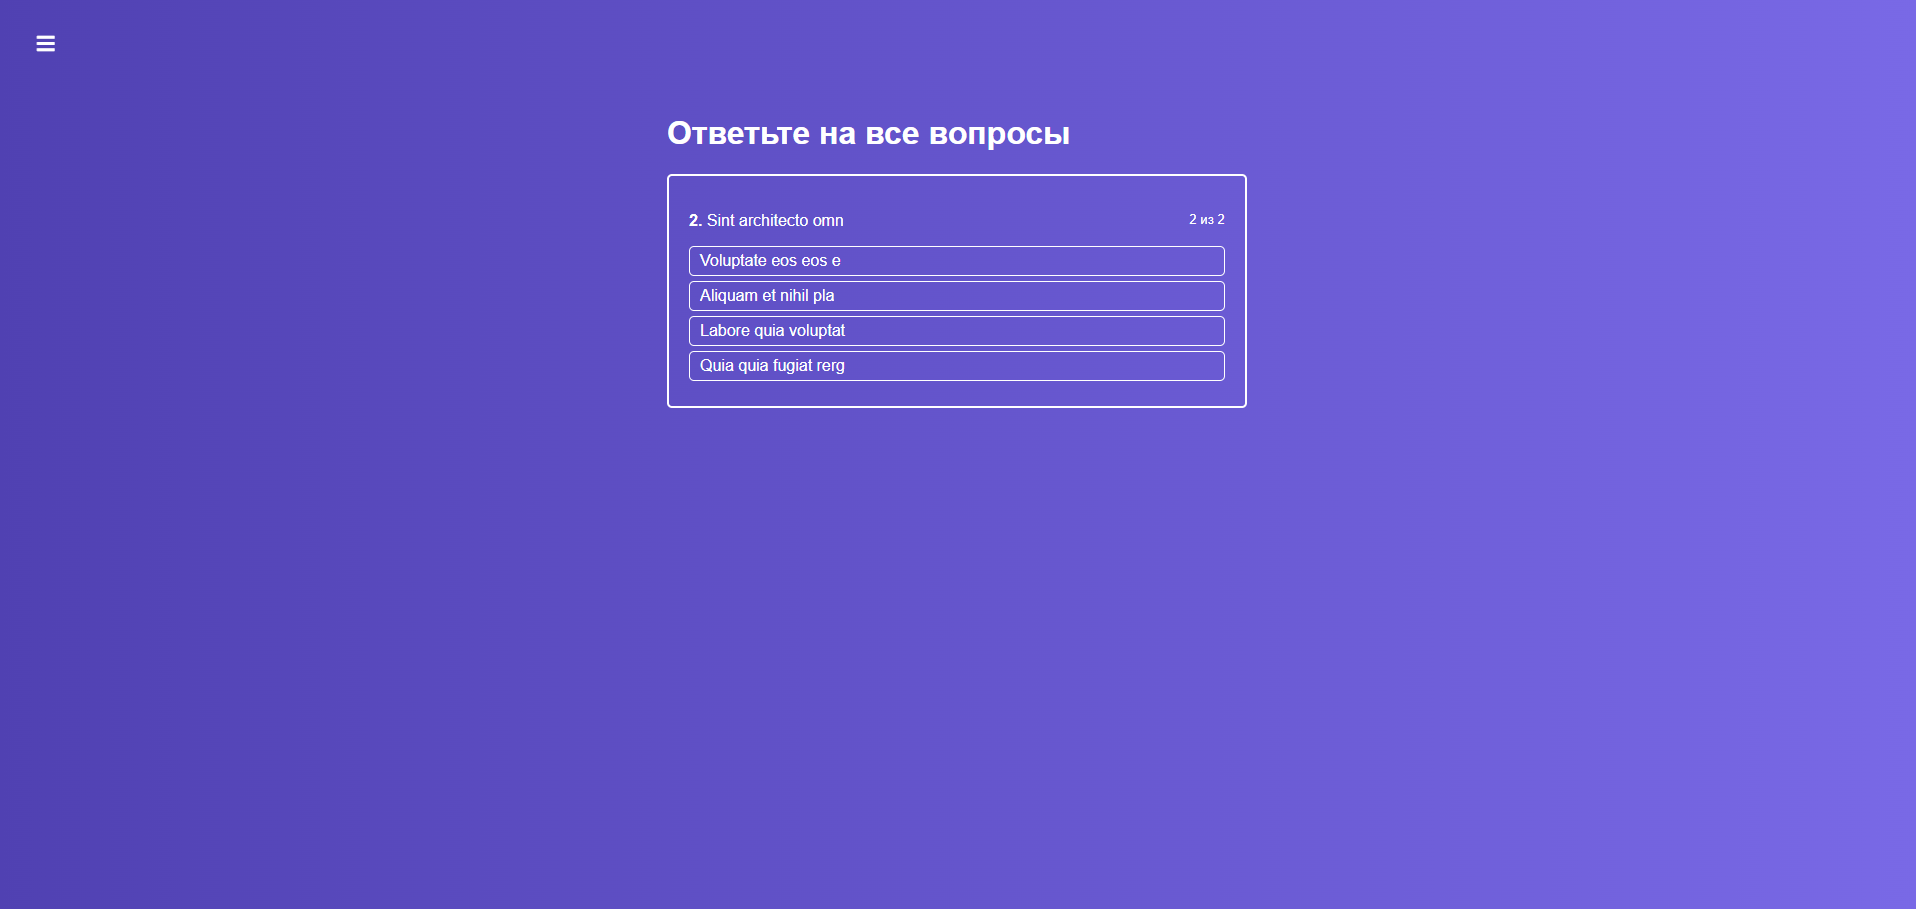 Ответьте на все вопросы
2. Sint architecto omn 2 из 2
Voluptate eos eos e
Aliquam et nihil pla
Labore quia voluptat
Quia quia fugiat rerg